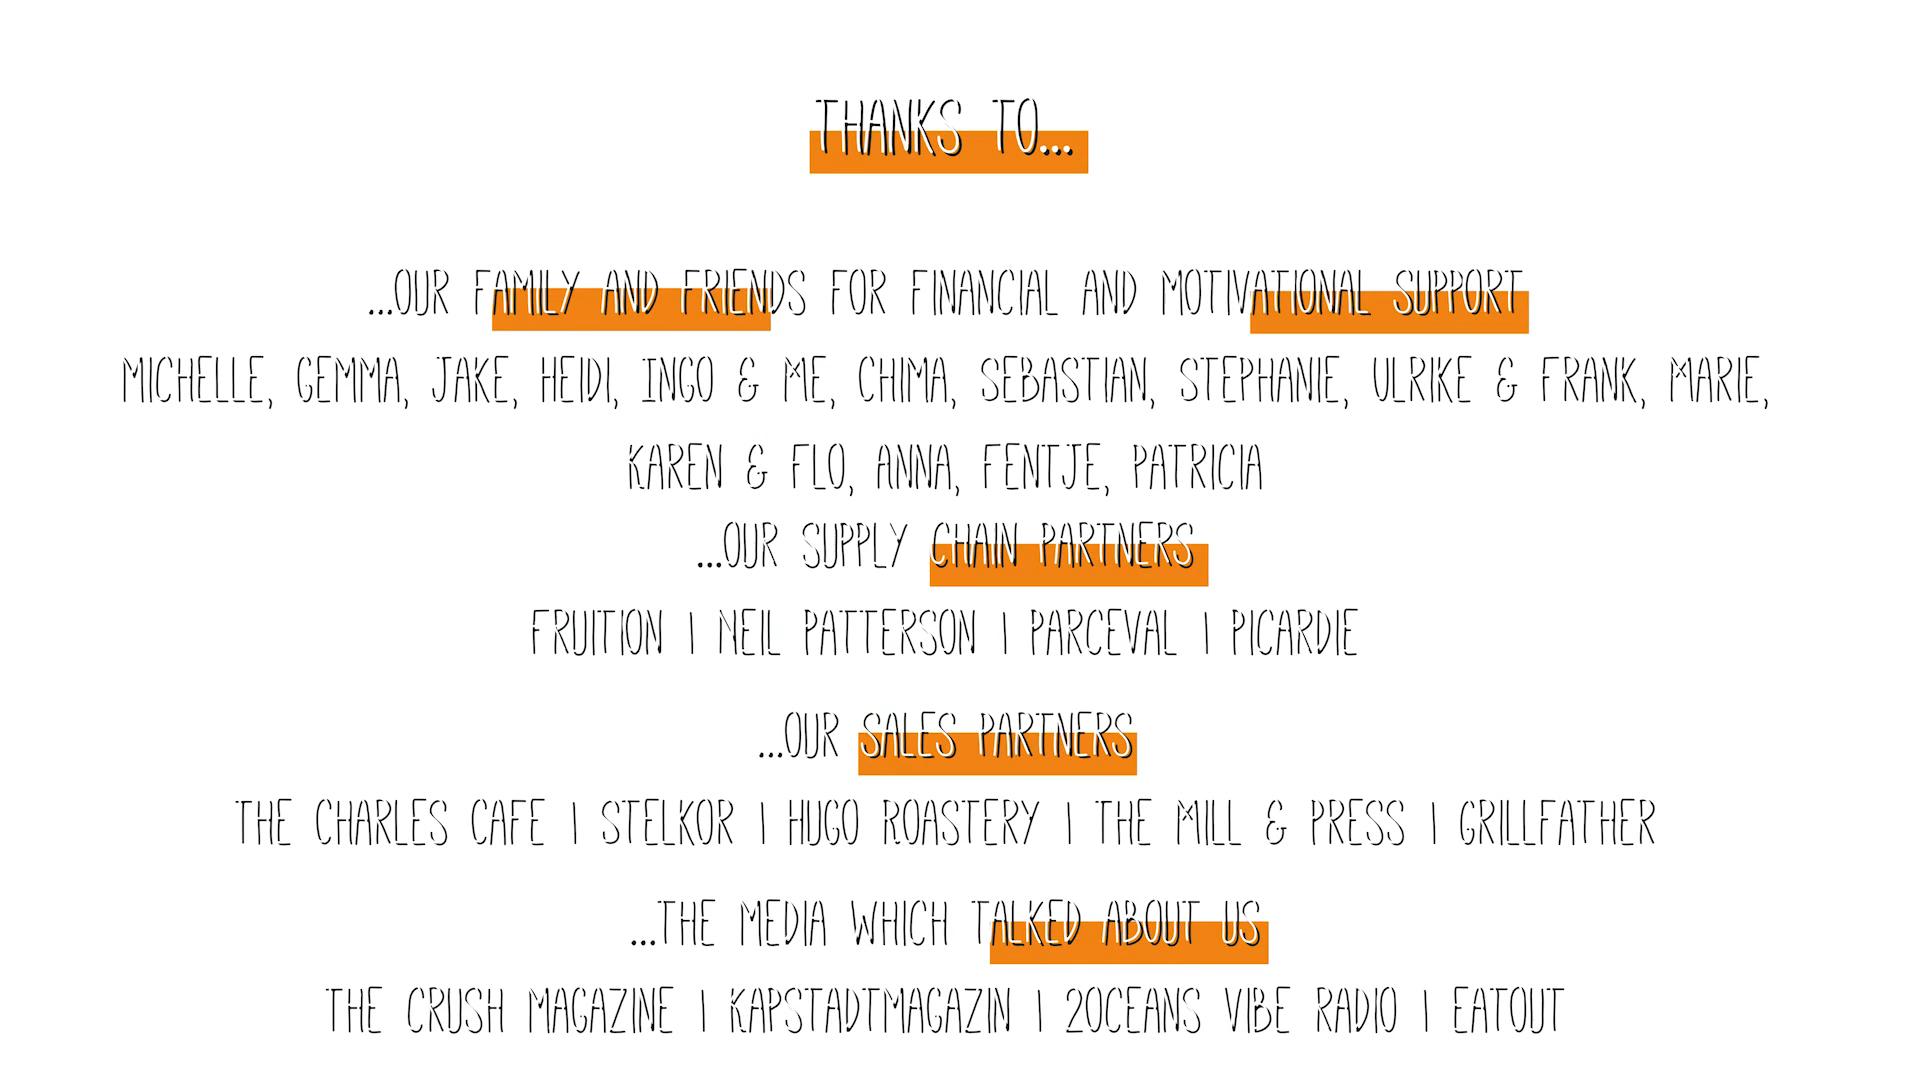 THANKS TO...
...OUR FAMILY AND FRIENDS FOR FINANCIAL AND MOTIVATIONAL SUPPORT
MICHELLE, GEMMA, JAKE, HEIDI, INGO & ME, CHIMA, SEBASTIAN, STEPHANIE, ULRIKE & FRANK, MARIE,
KAREN & FLO, ANNA, FENTJE, PATRICIA
...OUR SUPPLY CHAIN PARTNERS
FRUITION | NEIL PATTERSON | PARCEVAL | PICARDIE
...OUR SALES PARTNERS
THE CHARLES CAFE | STELKOR | HUGO ROASTERY | THE MILL & PRESS | GRILLFATHER
...THE MEDIA WHICH TALKED ABOUT US
THE CRUSH MAGAZINE | KAPSTADTMAGAZIN | 2OCEANS VIBE RADIO | EATOUT